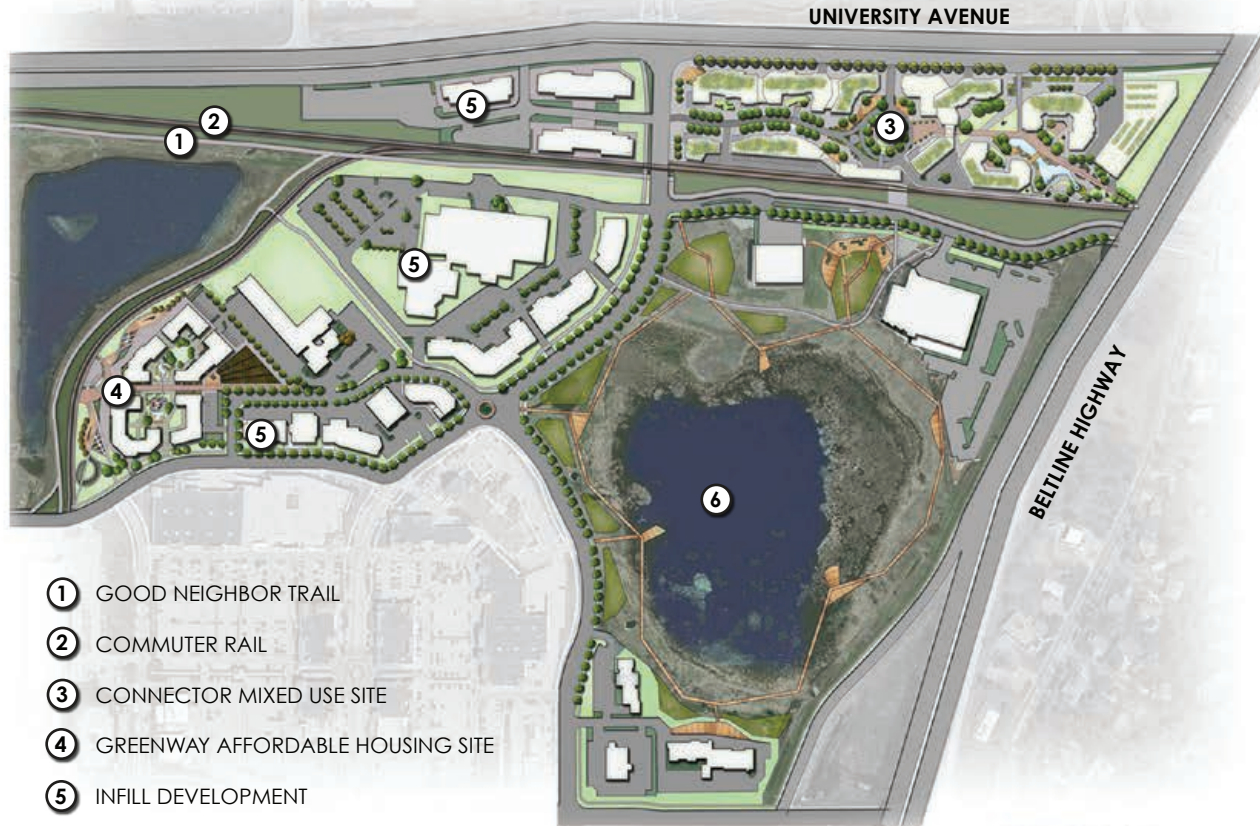 UNIVERSITY AVENUE
2
1
5
3
5
4
5
6
BELTLINE HIGHWAY
1 GOOD NEIGHBOR TRAIL
2 COMMUTER RAIL
3 CONNECTOR MIXED USE SITE
4 GREENWAY AFFORDABLE HOUSING SITE
5 INFILL DEVELOPMENT